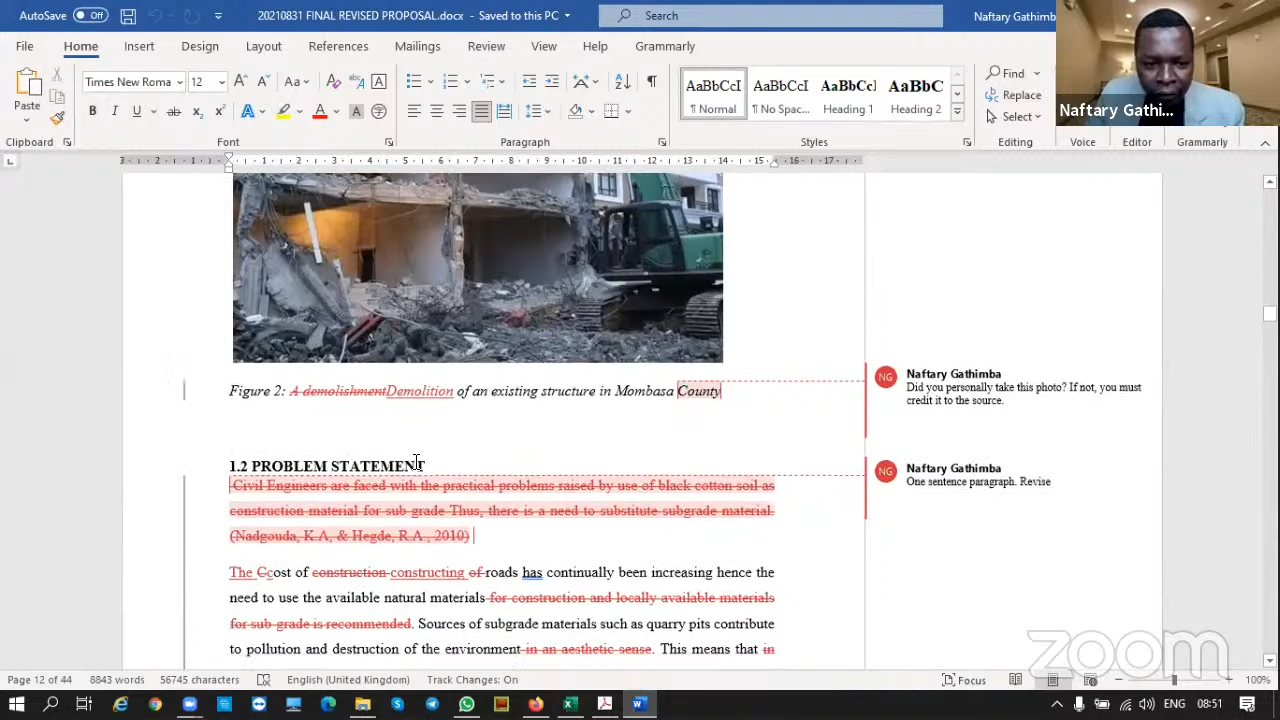 AutoSave Off 20210831 FINAL REVISED PROPOSAL.docx - Saved to this PC Search Naftary Gathimb
File Home Insert Design Layout References Mailings Review View Help Grammarly
Times New Roma 12 Find
Paste Replace
Select
AaBbCcI AaBbCcI AaBbCcI AaBbC
¶ Normal ¶ No Spac... Heading 1 Heading 2
Clipboard Font Paragraph Styles Editing Voice Editor Grammarly
Naftary Gathi...
Figure 2: A demolishmentDemolition of an existing structure in Mombasa County
Naftary Gathimba
Did you personally take this photo? If not, you must
credit it to the source.
1.2 PROBLEM STATEMENT
Naftary Gathimba
One sentence paragraph. Revise
Civil Engineers are faced with the practical problems raised by use of black cotton soil as
construction material for sub grade Thus, there is a need to substitute subgrade material.
(Nadgouda, K.A, & Hegde, R.A., 2010)
The Ccost of construction constructing of roads has continually been increasing hence the
need to use the available natural materials for construction and locally available materials
for sub-grade is recommended. Sources of subgrade materials such as quarry pits contribute
to pollution and destruction of the environment in an aesthetic sense. This means that in
zoom
Page 12 of 44 8843 words 56745 characters English (United Kingdom) Track Changes: On Focus 100%
ENG 08:51